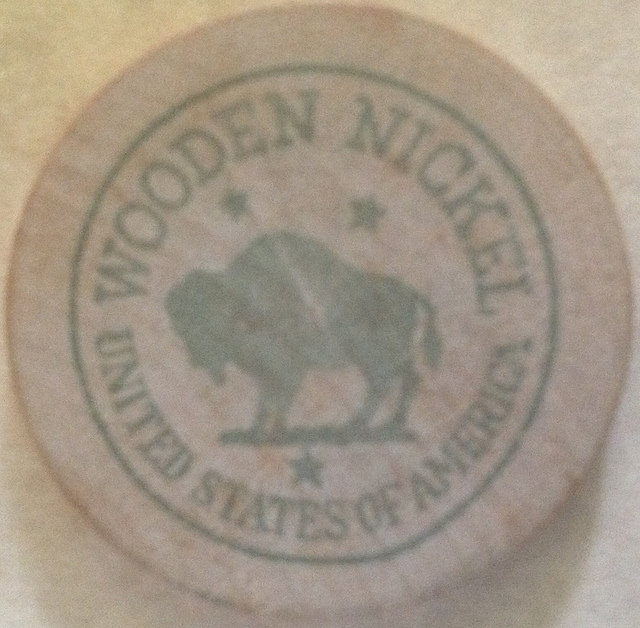 WOODEN NICKEL
UNITED STATES OF AMERICA